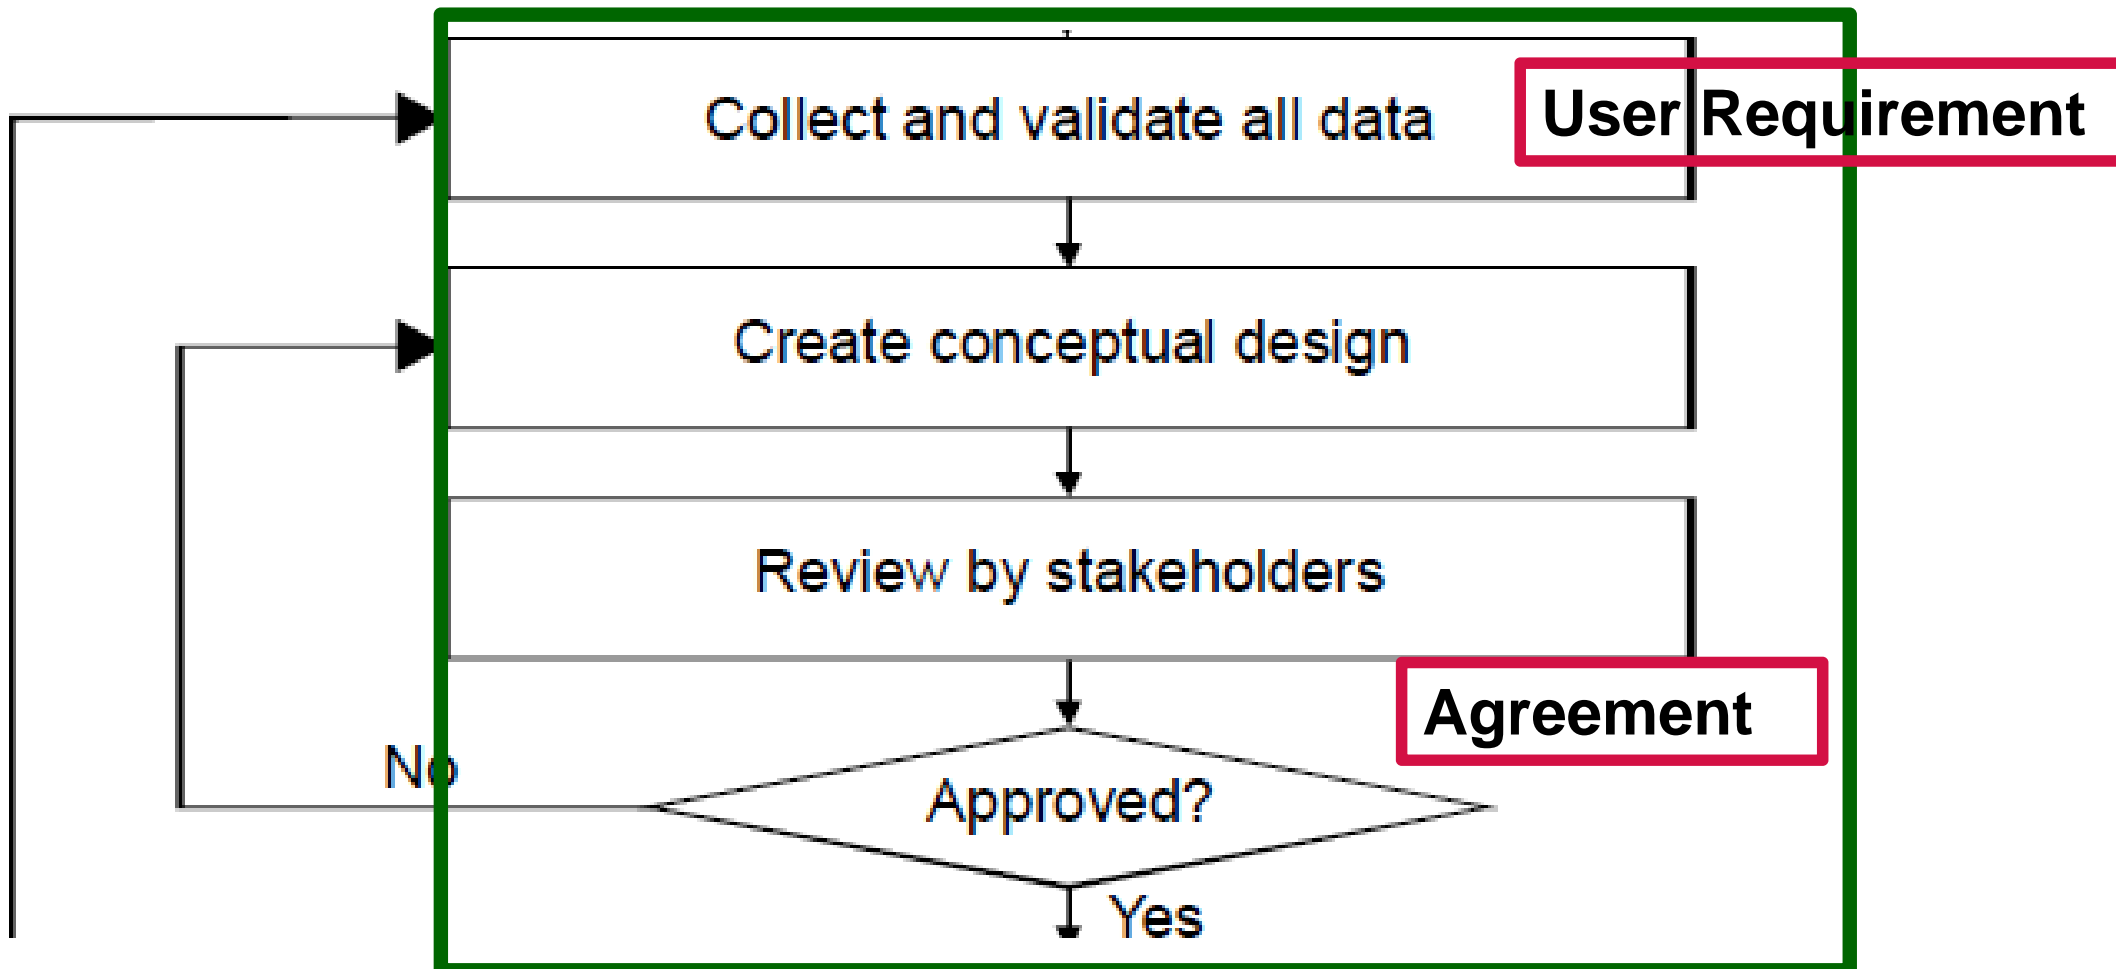 Collect and validate all data
User Requirement
Create conceptual design
Review by stakeholders
Agreement
No
Approved?
Yes